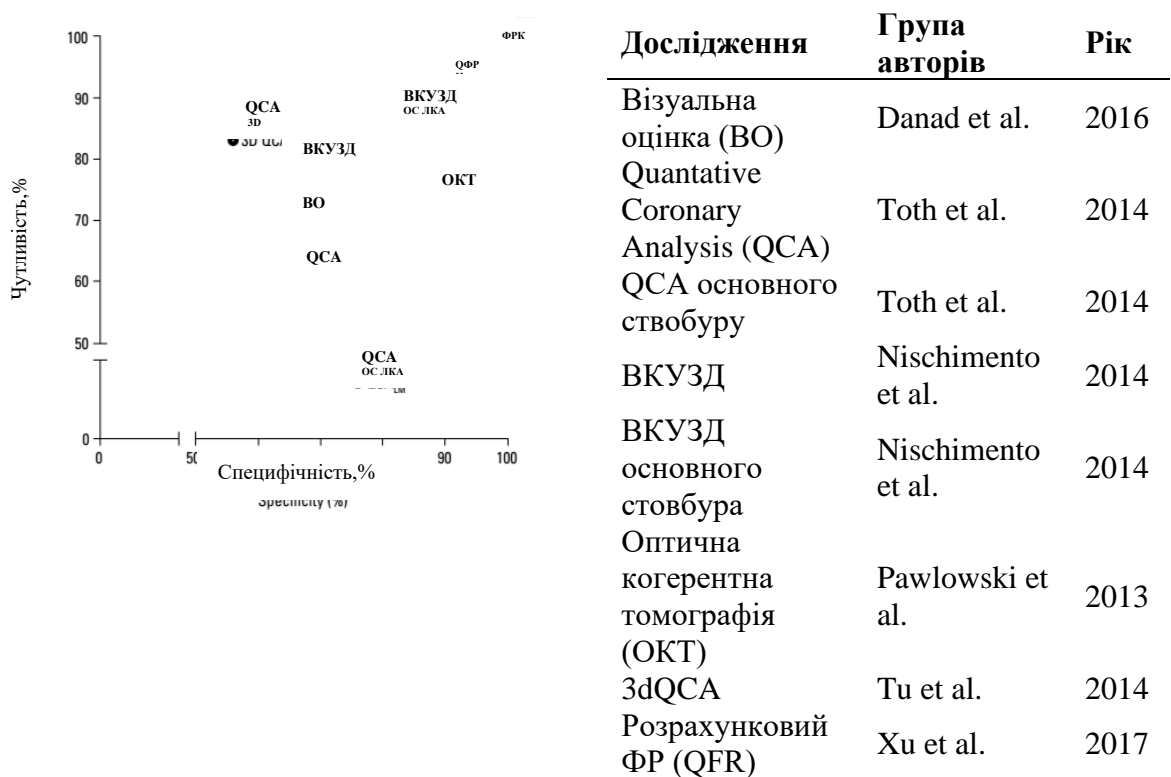 100
90
80
70
60
50
0
Чутливість,%
ФРК
QФР
ВКУЗД
ОС ЛКА
QCA
3D
ВКУЗД
ОКТ
ВО
QCA
QCA
ОС ЛКА
LM
0
90
100
Специфічність,%
Specificity (%)
Дослідження
Група авторів
Рік
Візуальна
оцінка (ВО)
Danad et al.
2016
Quantative
Coronary
Analysis (QCA)
Toth et al.
2014
QCA основного
ствобуру
Toth et al.
2014
ВКУЗД
Nischimento
et al.
2014
ВКУЗД
основного
стовбура
Nischimento
et al.
2014
Оптична
когерентна
томографія
(ОКТ)
Pawlowski et
al.
2013
3dQCA
Tu et al.
2014
Розрахунковий
ФР (QFR)
Xu et al.
2017